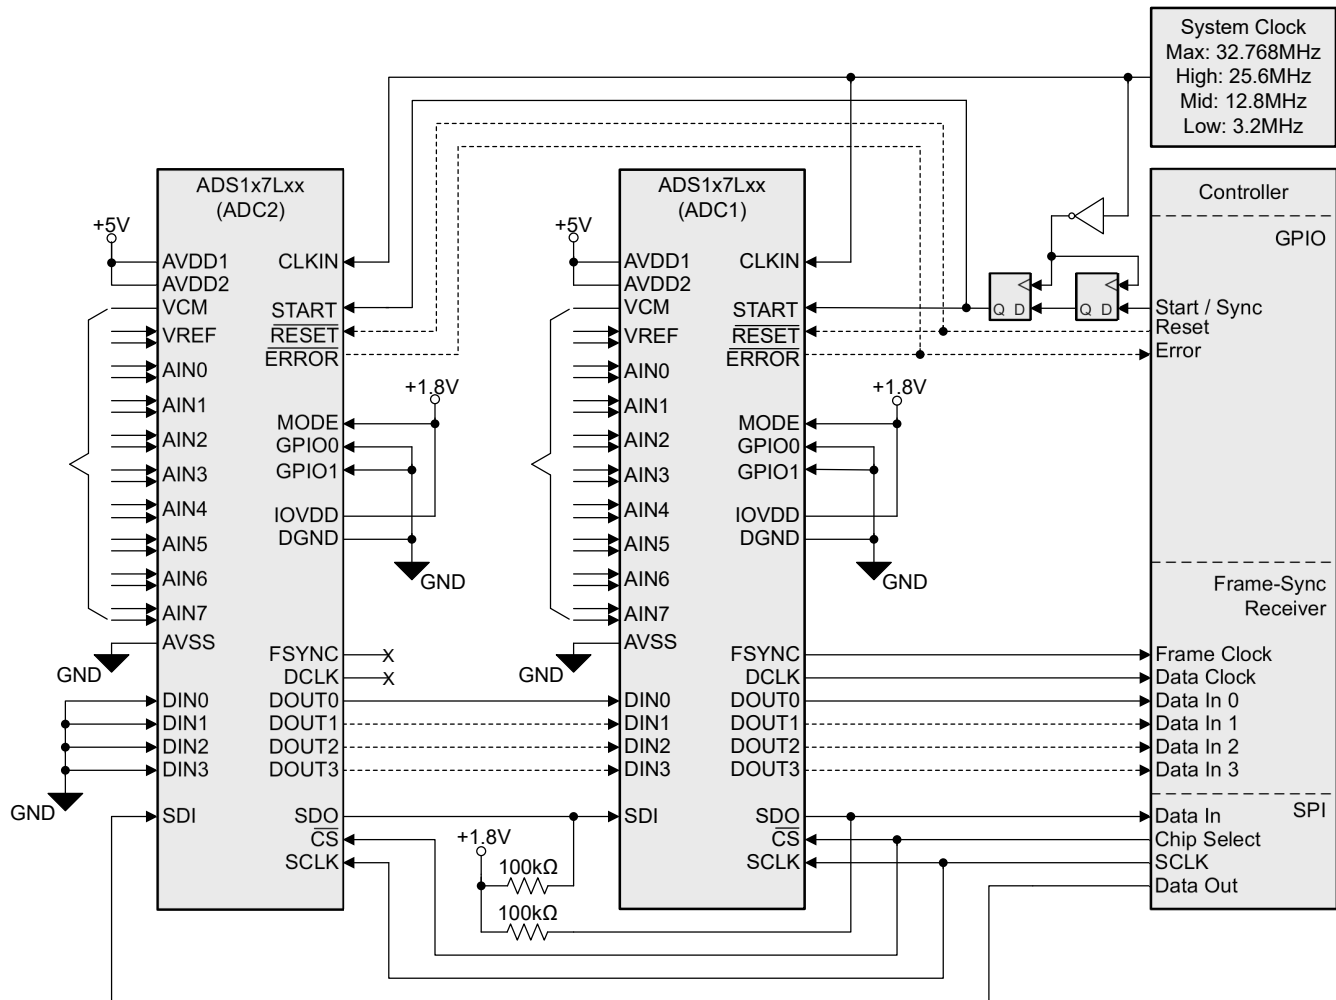 System Clock
Max: 32.768MHz
High: 25.6MHz
Mid: 12.8MHz
Low: 3.2MHz
ADS1x7Lxx
(ADC2)
+5V
AVDD1
AVDD2
VCM
VREF
AIN0
AIN1
AIN2
AIN3
AIN4
AIN5
AIN6
AIN7
AVSS
GND
DIN0
DIN1
DIN2
DIN3
GND
SDI
CLKIN
START
RESET
ERROR
+1.8V
MODE
GPIO0
GPIO1
IOVDD
DGND
GND
FSYNC
X
DCLK
X
DOUT0
DOUT1
DOUT2
DOUT3
SDO
CS
SCLK
+1.8V
100kΩ
100kΩ
ADS1x7Lxx
(ADC1)
+5V
AVDD1
AVDD2
VCM
VREF
AIN0
AIN1
AIN2
AIN3
AIN4
AIN5
AIN6
AIN7
AVSS
GND
DIN0
DIN1
DIN2
DIN3
SDI
CLKIN
START
RESET
ERROR
+1.8V
MODE
GPIO0
GPIO1
IOVDD
DGND
GND
FSYNC
DCLK
DOUT0
DOUT1
DOUT2
DOUT3
SDO
CS
SCLK
Q D
Q D
Controller
GPIO
Start / Sync
Reset
Error
Frame-Sync
Receiver
Frame Clock
Data Clock
Data In 0
Data In 1
Data In 2
Data In 3
SPI
Data In
Chip Select
SCLK
Data Out